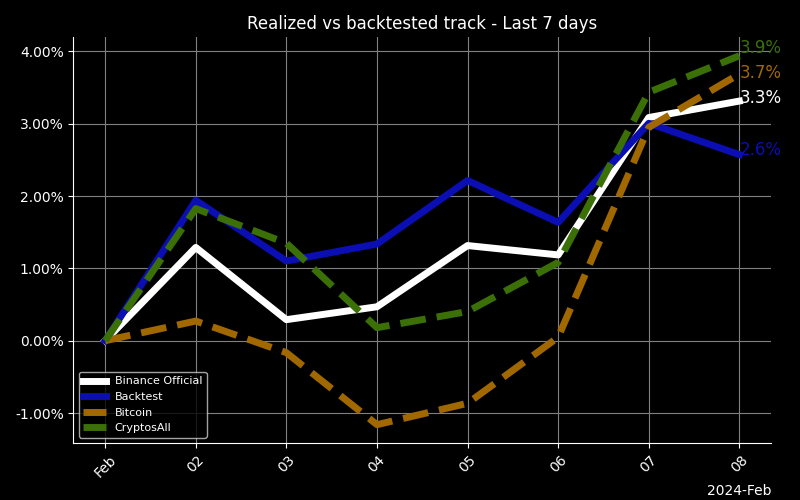 Realized vs backtested track - Last 7 days
4.00%
3.00%
2.00%
1.00%
0.00%
-1.00%
3.9%
3.7%
3.3%
2.6%
Binance Official
Backtest
Bitcoin
CryptosAll
Feb 02 03 04 05 06 07 08
2024-Feb